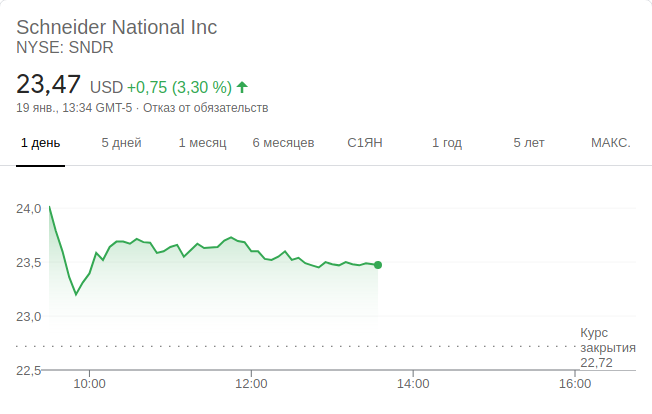 Schneider National Inc
NYSE: SNDR
23,47 USD +0,75 (3,30 %)
19 янв., 13:34 GMT-5 · Отказ от обязательств
1 день 5 дней 1 месяц 6 месяцев С1ЯН 1 год 5 лет МАКС.
24,0
23,5
23,0
Курс
закрытия
22,72
22,5
10:00 12:00 14:00 16:00